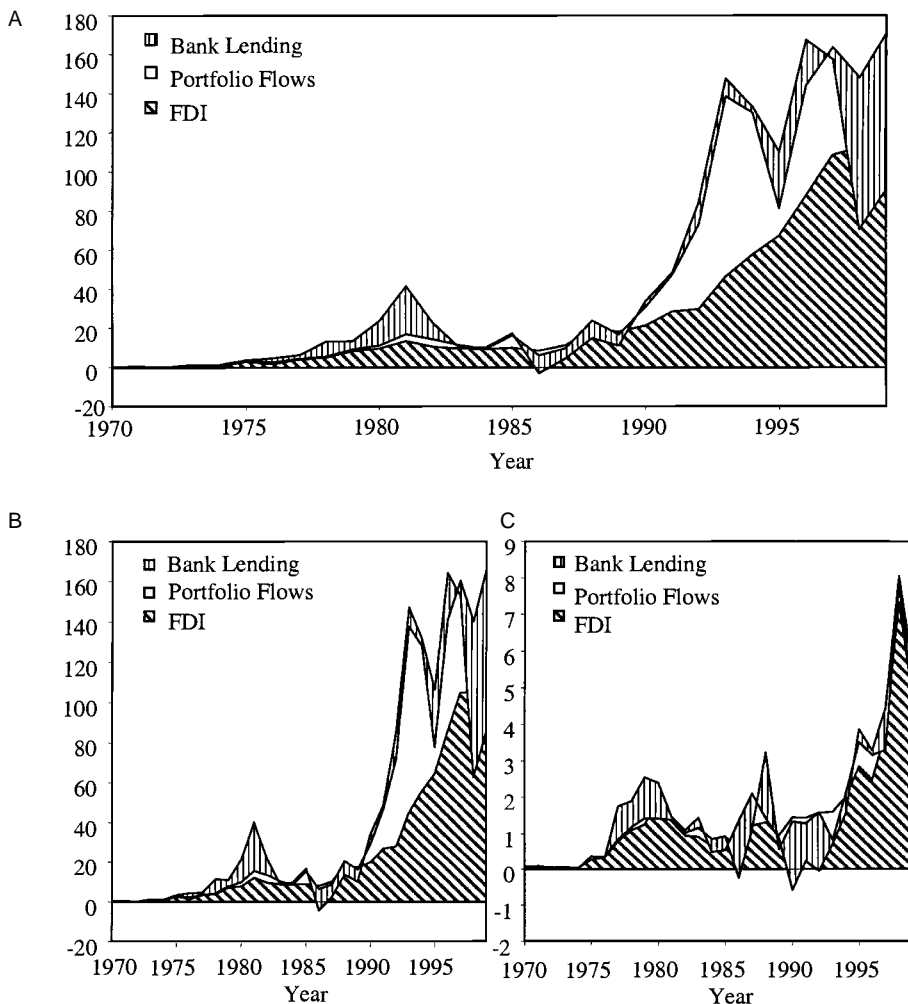 A
180
160
140
120
100
80
60
40
20
0
-20
Bank Lending
Portfolio Flows
FDI
1970 1975 1980 1985 1990 1995
Year
B
180
160
140
120
100
80
60
40
20
0
-20
Bank Lending
Portfolio Flows
FDI
1970 1975 1980 1985 1990 1995
Year
C
9
8
7
6
5
4
3
2
1
0
-1
-2
Bank Lending
Portfolio Flows
FDI
1970 1975 1980 1985 1990 1995
Year